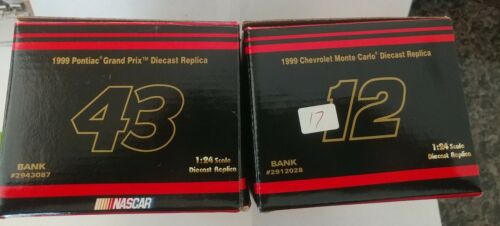 1999 Pontiac® Grand Prix™ Diecast Replica
43
BANK
#2943087
1:24 Scale
Diecast Replica
NASCAR
1999 Chevrolet Monte Carlo® Diecast Replica
17
12
BANK
#2912028
1:24 Scale
Diecast Replica